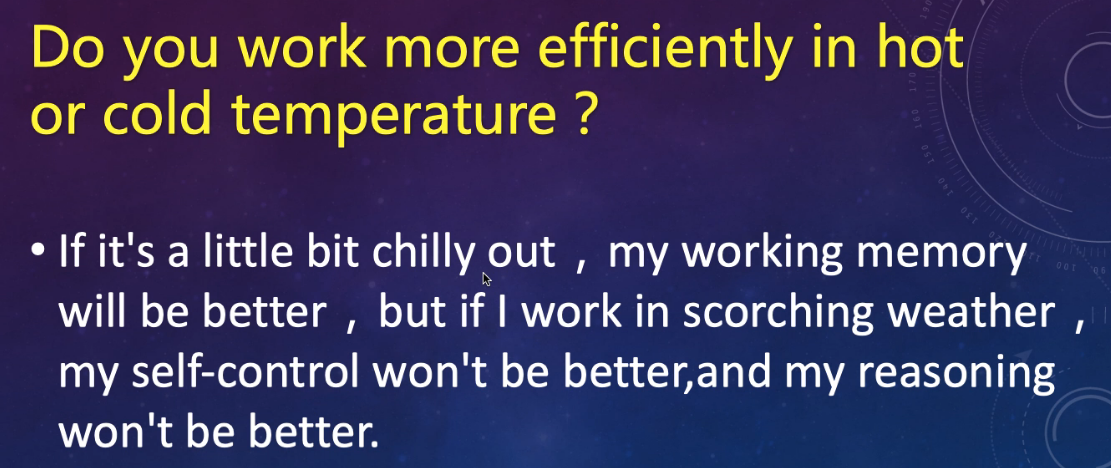 Do you work more efficiently in hot
or cold temperature ?
• If it's a little bit chilly out , my working memory
will be better , but if I work in scorching weather ,
my self-control won't be better,and my reasoning
won't be better.